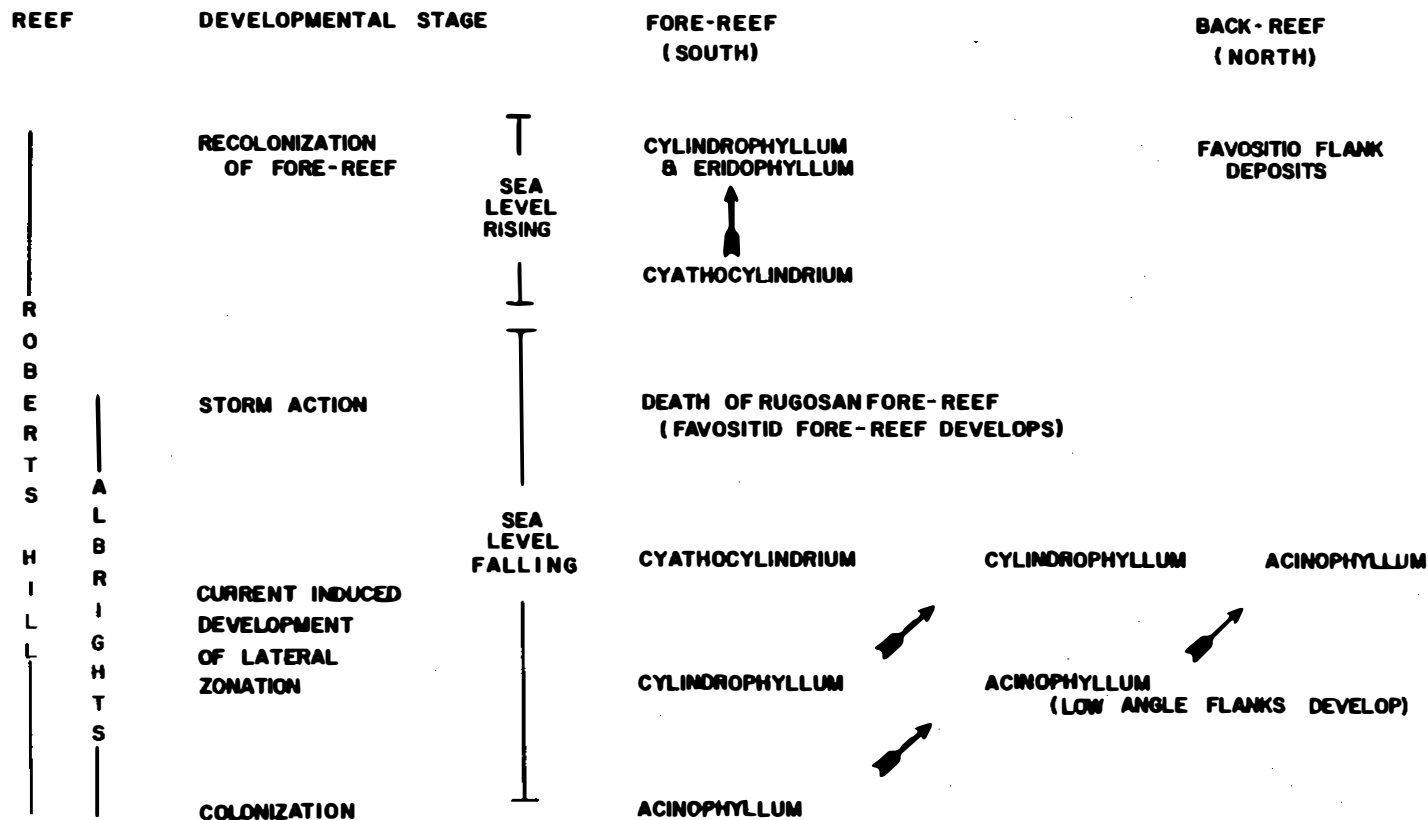 REEF DEVELOPMENTAL STAGE FORE-REEF BACK-REEF
(SOUTH) (NORTH)
RECOLONIZATION CYLINDROPHYLLUM FAVOSITIO FLANK
OF FORE-REEF & ERIDOPHYLLUM DEPOSITS
SEA
LEVEL
RISING
CYATHOCYLINDRIUM
ROBERTS HILL
STORM ACTION DEATH OF RUGOSAN FORE-REEF
(FAVOSITID FORE-REEF DEVELOPS)
ALBRIGHTS
SEA
LEVEL
FALLING
CYATHOCYLINDRIUM CYLINDROPHYLLUM ACINOPHYLLUM
CURRENT INDUCED
DEVELOPMENT
OF LATERAL
ZONATION CYLINDROPHYLLUM ACINOPHYLLUM
(LOW ANGLE FLANKS DEVELOP)
COLONIZATION ACINOPHYLLUM